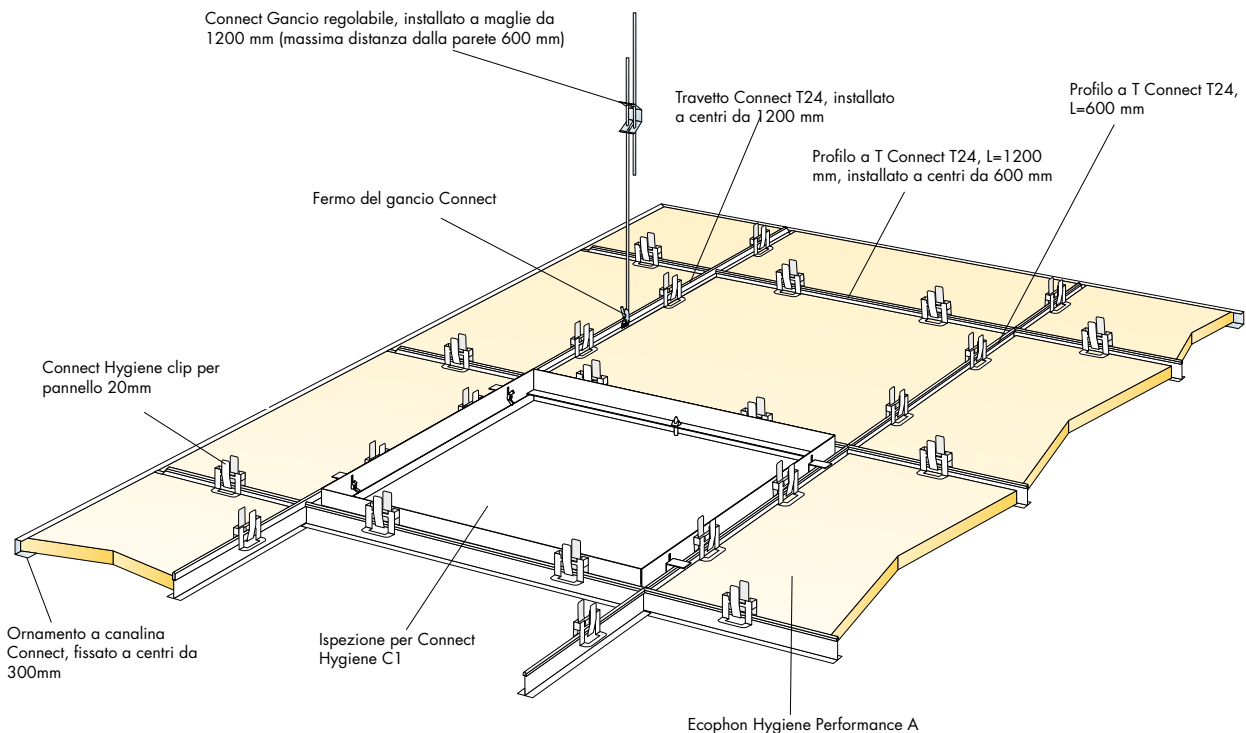 Connect Gancio regolabile, installato a maglie da
1200 mm (massima distanza dalla parete 600 mm)
Travetto Connect T24, installato
a centri da 1200 mm
Profilo a T Connect T24,
L=600 mm
Profilo a T Connect T24, L=1200
mm, installato a centri da 600 mm
Fermo del gancio Connect
Connect Hygiene clip per
pannello 20mm
Ornamento a canalina
Connect, fissato a centri da
300mm
Ispezione per Connect
Hygiene C1
Ecophon Hygiene Performance A